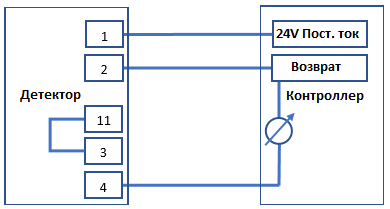 1
24V Пост. ток
2
Возврат
Детектор
Контроллер
11
3
4